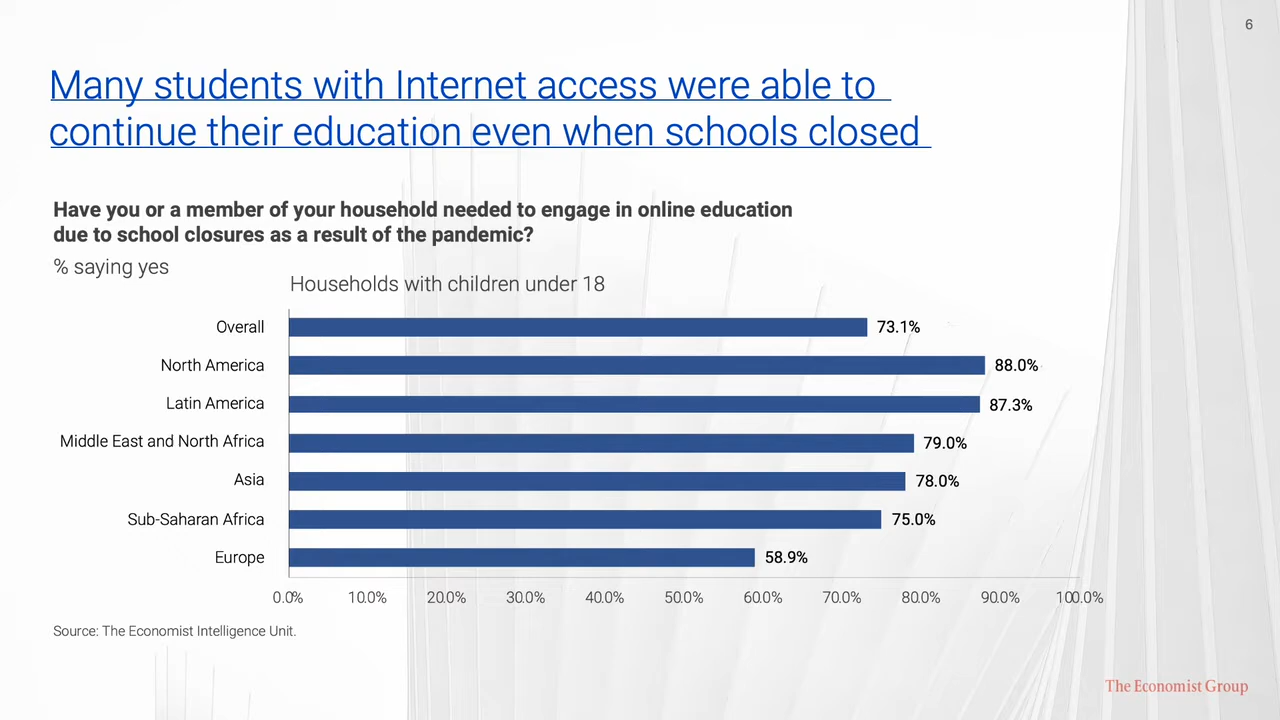 6
Many students with Internet access were able to
continue their education even when schools closed
Have you or a member of your household needed to engage in online education
due to school closures as a result of the pandemic?
% saying yes
Households with children under 18
Overall 73.1%
North America 88.0%
Latin America 87.3%
Middle East and North Africa 79.0%
Asia 78.0%
Sub-Saharan Africa 75.0%
Europe 58.9%
0.0% 10.0% 20.0% 30.0% 40.0% 50.0% 60.0% 70.0% 80.0% 90.0% 100.0%
Source: The Economist Intelligence Unit.
The Economist Group